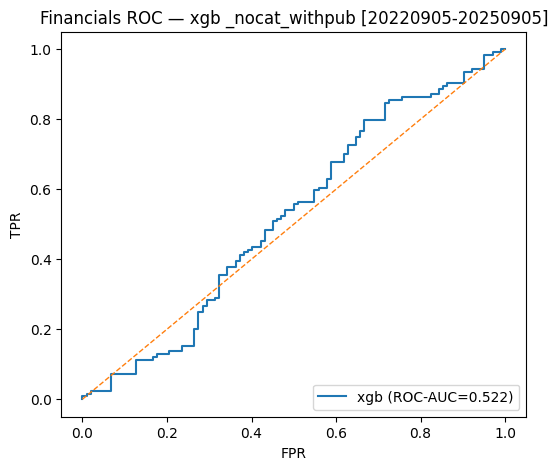 Financials ROC — xgb _nocat_withpub [20220905-20250905]
1.0
0.8
0.6
0.4
0.2
0.0
TPR
0.0 0.2 0.4 0.6 0.8 1.0
FPR
xgb (ROC-AUC=0.522)